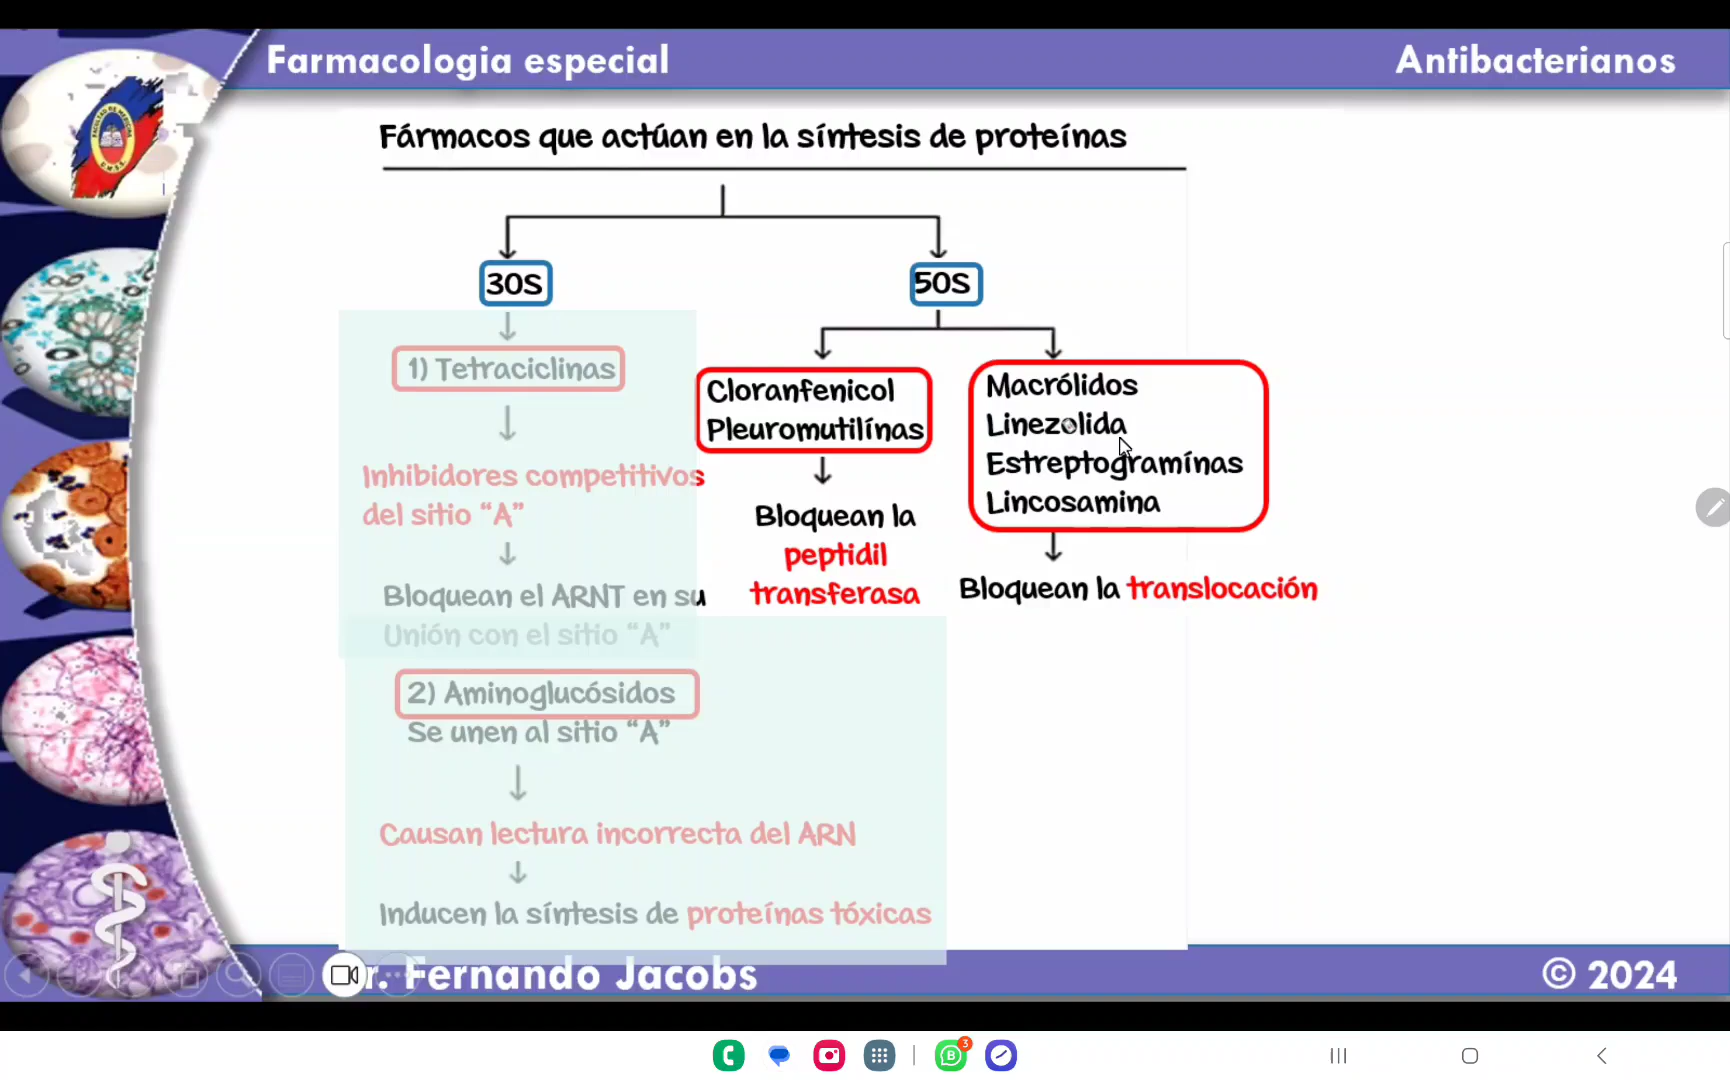 Farmacologia especial
Antibacterianos
Fármacos que actúan en la síntesis de proteínas
30S
50S
1) Tetraciclinas
Inhibidores competitivos
del sitio “A”
Bloquean el ARNT en su
Unión con el sitio “A”
2) Aminoglucósidos
Se unen al sitio “A”
Causan lectura incorrecta del ARN
Inducen la síntesis de proteínas tóxicas
Cloranfenicol
Pleuromutilínas
Bloquean la
peptidil
transferasa
Macrólidos
Linezolida
Estreptogramínas
Lincosamina
Bloquean la translocación
r. Fernando Jacobs
© 2024
3